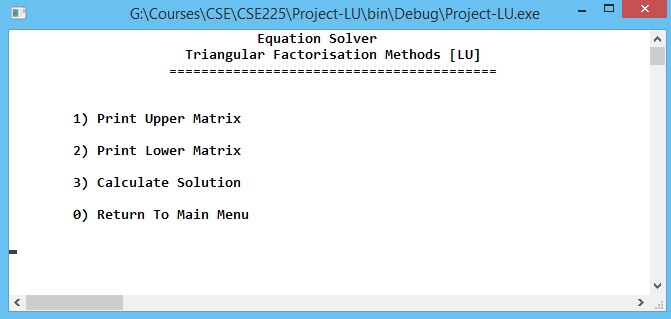 G:\Courses\CSE\CSE225\Project-LU\bin\Debug\Project-LU.exe
Equation Solver
Triangular Factorisation Methods [LU]
=========================================
1) Print Upper Matrix
2) Print Lower Matrix
3) Calculate Solution
0) Return To Main Menu